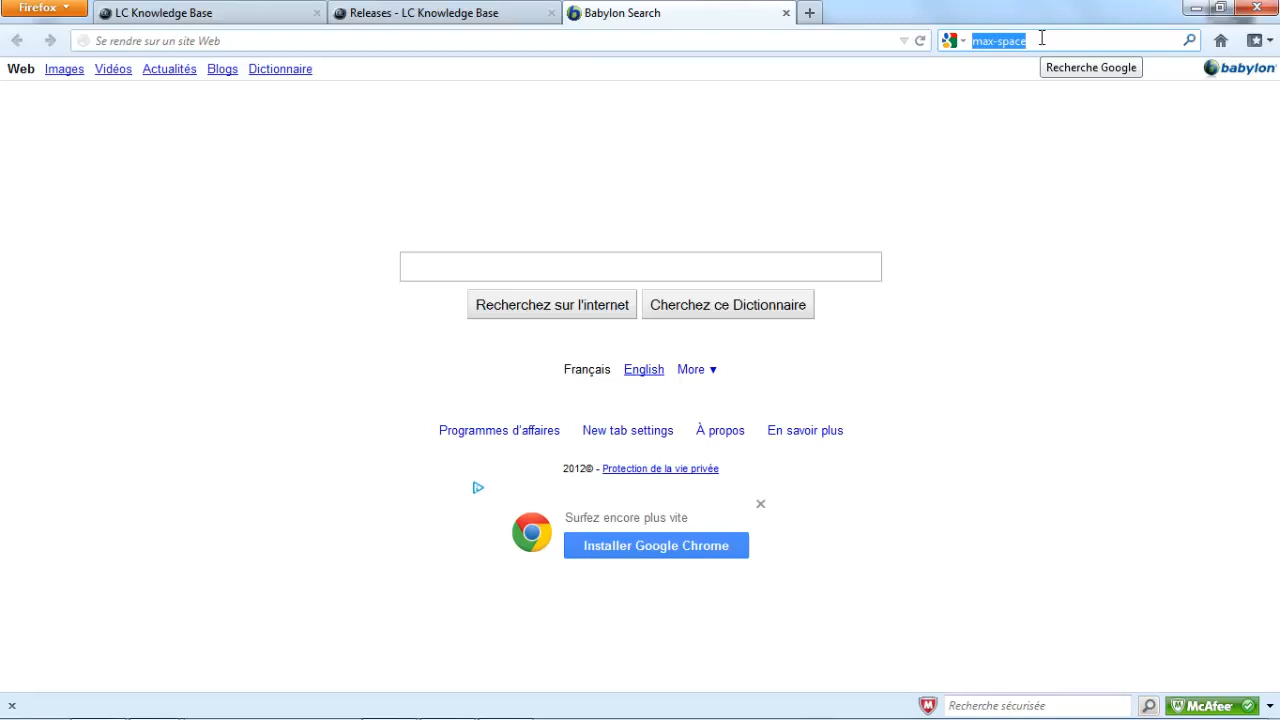 Firefox
LC Knowledge Base
Releases - LC Knowledge Base
Babylon Search
Se rendre sur un site Web
max-space
Web Images Vidéos Actualités Blogs Dictionnaire
Recherche Google
babylon
Recherchez sur l'internet
Cherchez ce Dictionnaire
Français English More ▼
Programmes d'affaires New tab settings À propos En savoir plus
2012© - Protection de la vie privée
Surfez encore plus vite
Installer Google Chrome
Recherche sécurisée
McAfee